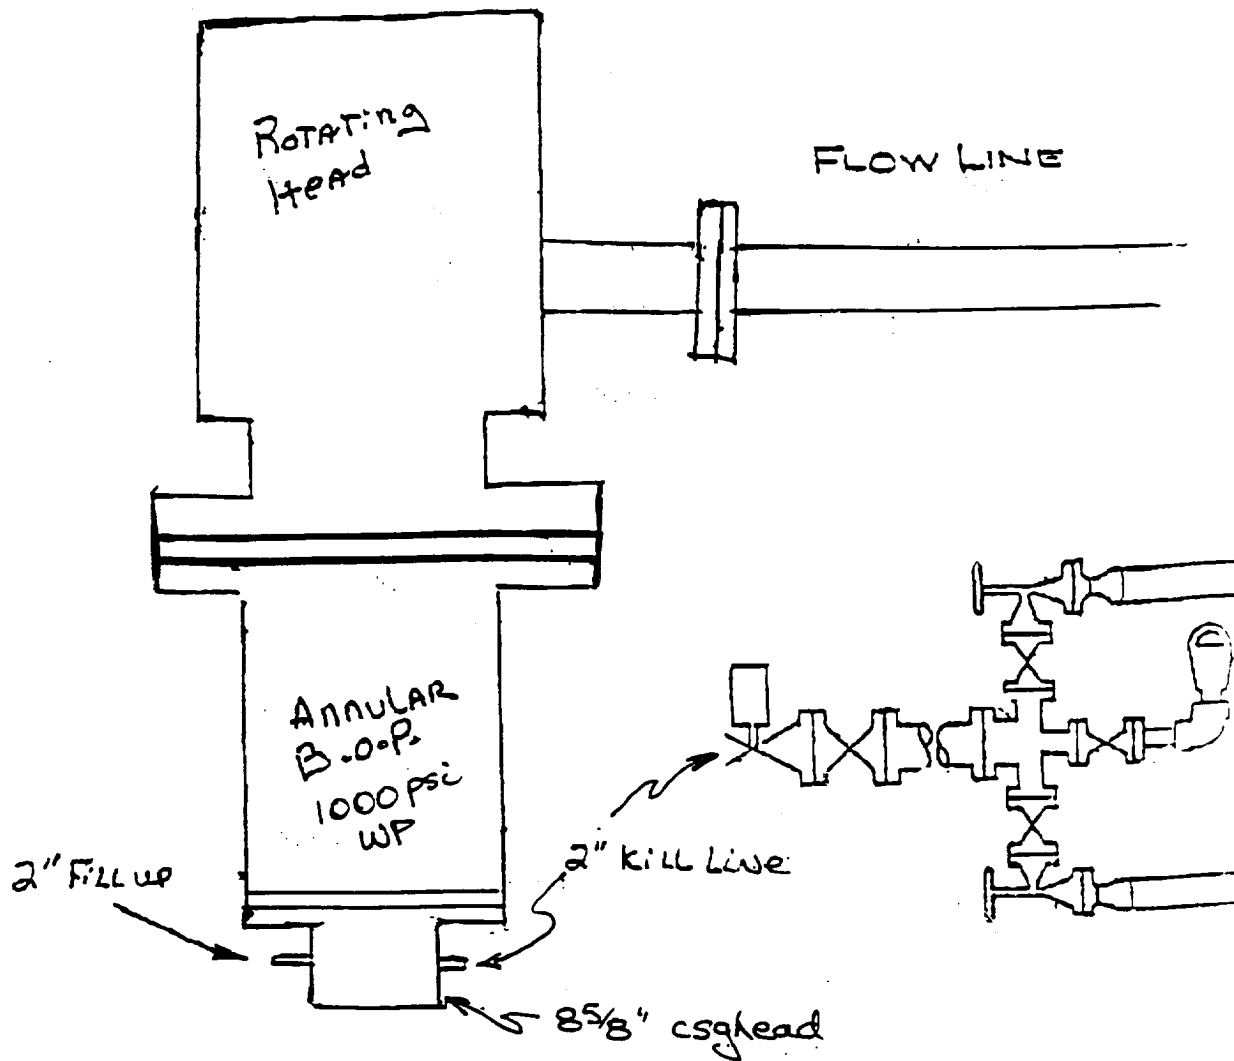 Rotating
Head
FLOW LINE
Annular
B.O.P.
1000 psi
WP
2" Fill up
2" Kill Line
8 5/8" csghead